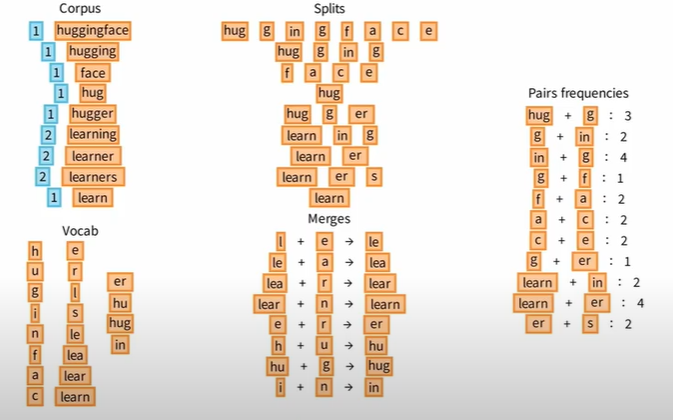 Corpus
1 huggingface
1 hugging
1 face
1 hug
1 hugger
2 learning
2 learner
2 learners
1 learn
Splits
hug g in g f a c e
hug g in g
f a c e
hug
hug g er
learn in g
learn er
learn er s
learn
Pairs frequencies
hug + g : 3
g + in : 2
in + g : 4
g + f : 1
f + a : 2
a + c : 2
c + e : 2
g + er : 1
learn + in : 2
learn + er : 4
er + s : 2
Vocab
h e
u r er
g l hu
i s hug
n le in
f lea
a lear
c learn
Merges
l + e → le
le + a → lea
lea + r → lear
lear + n → learn
e + r → er
h + u → hu
hu + g → hug
i + n → in